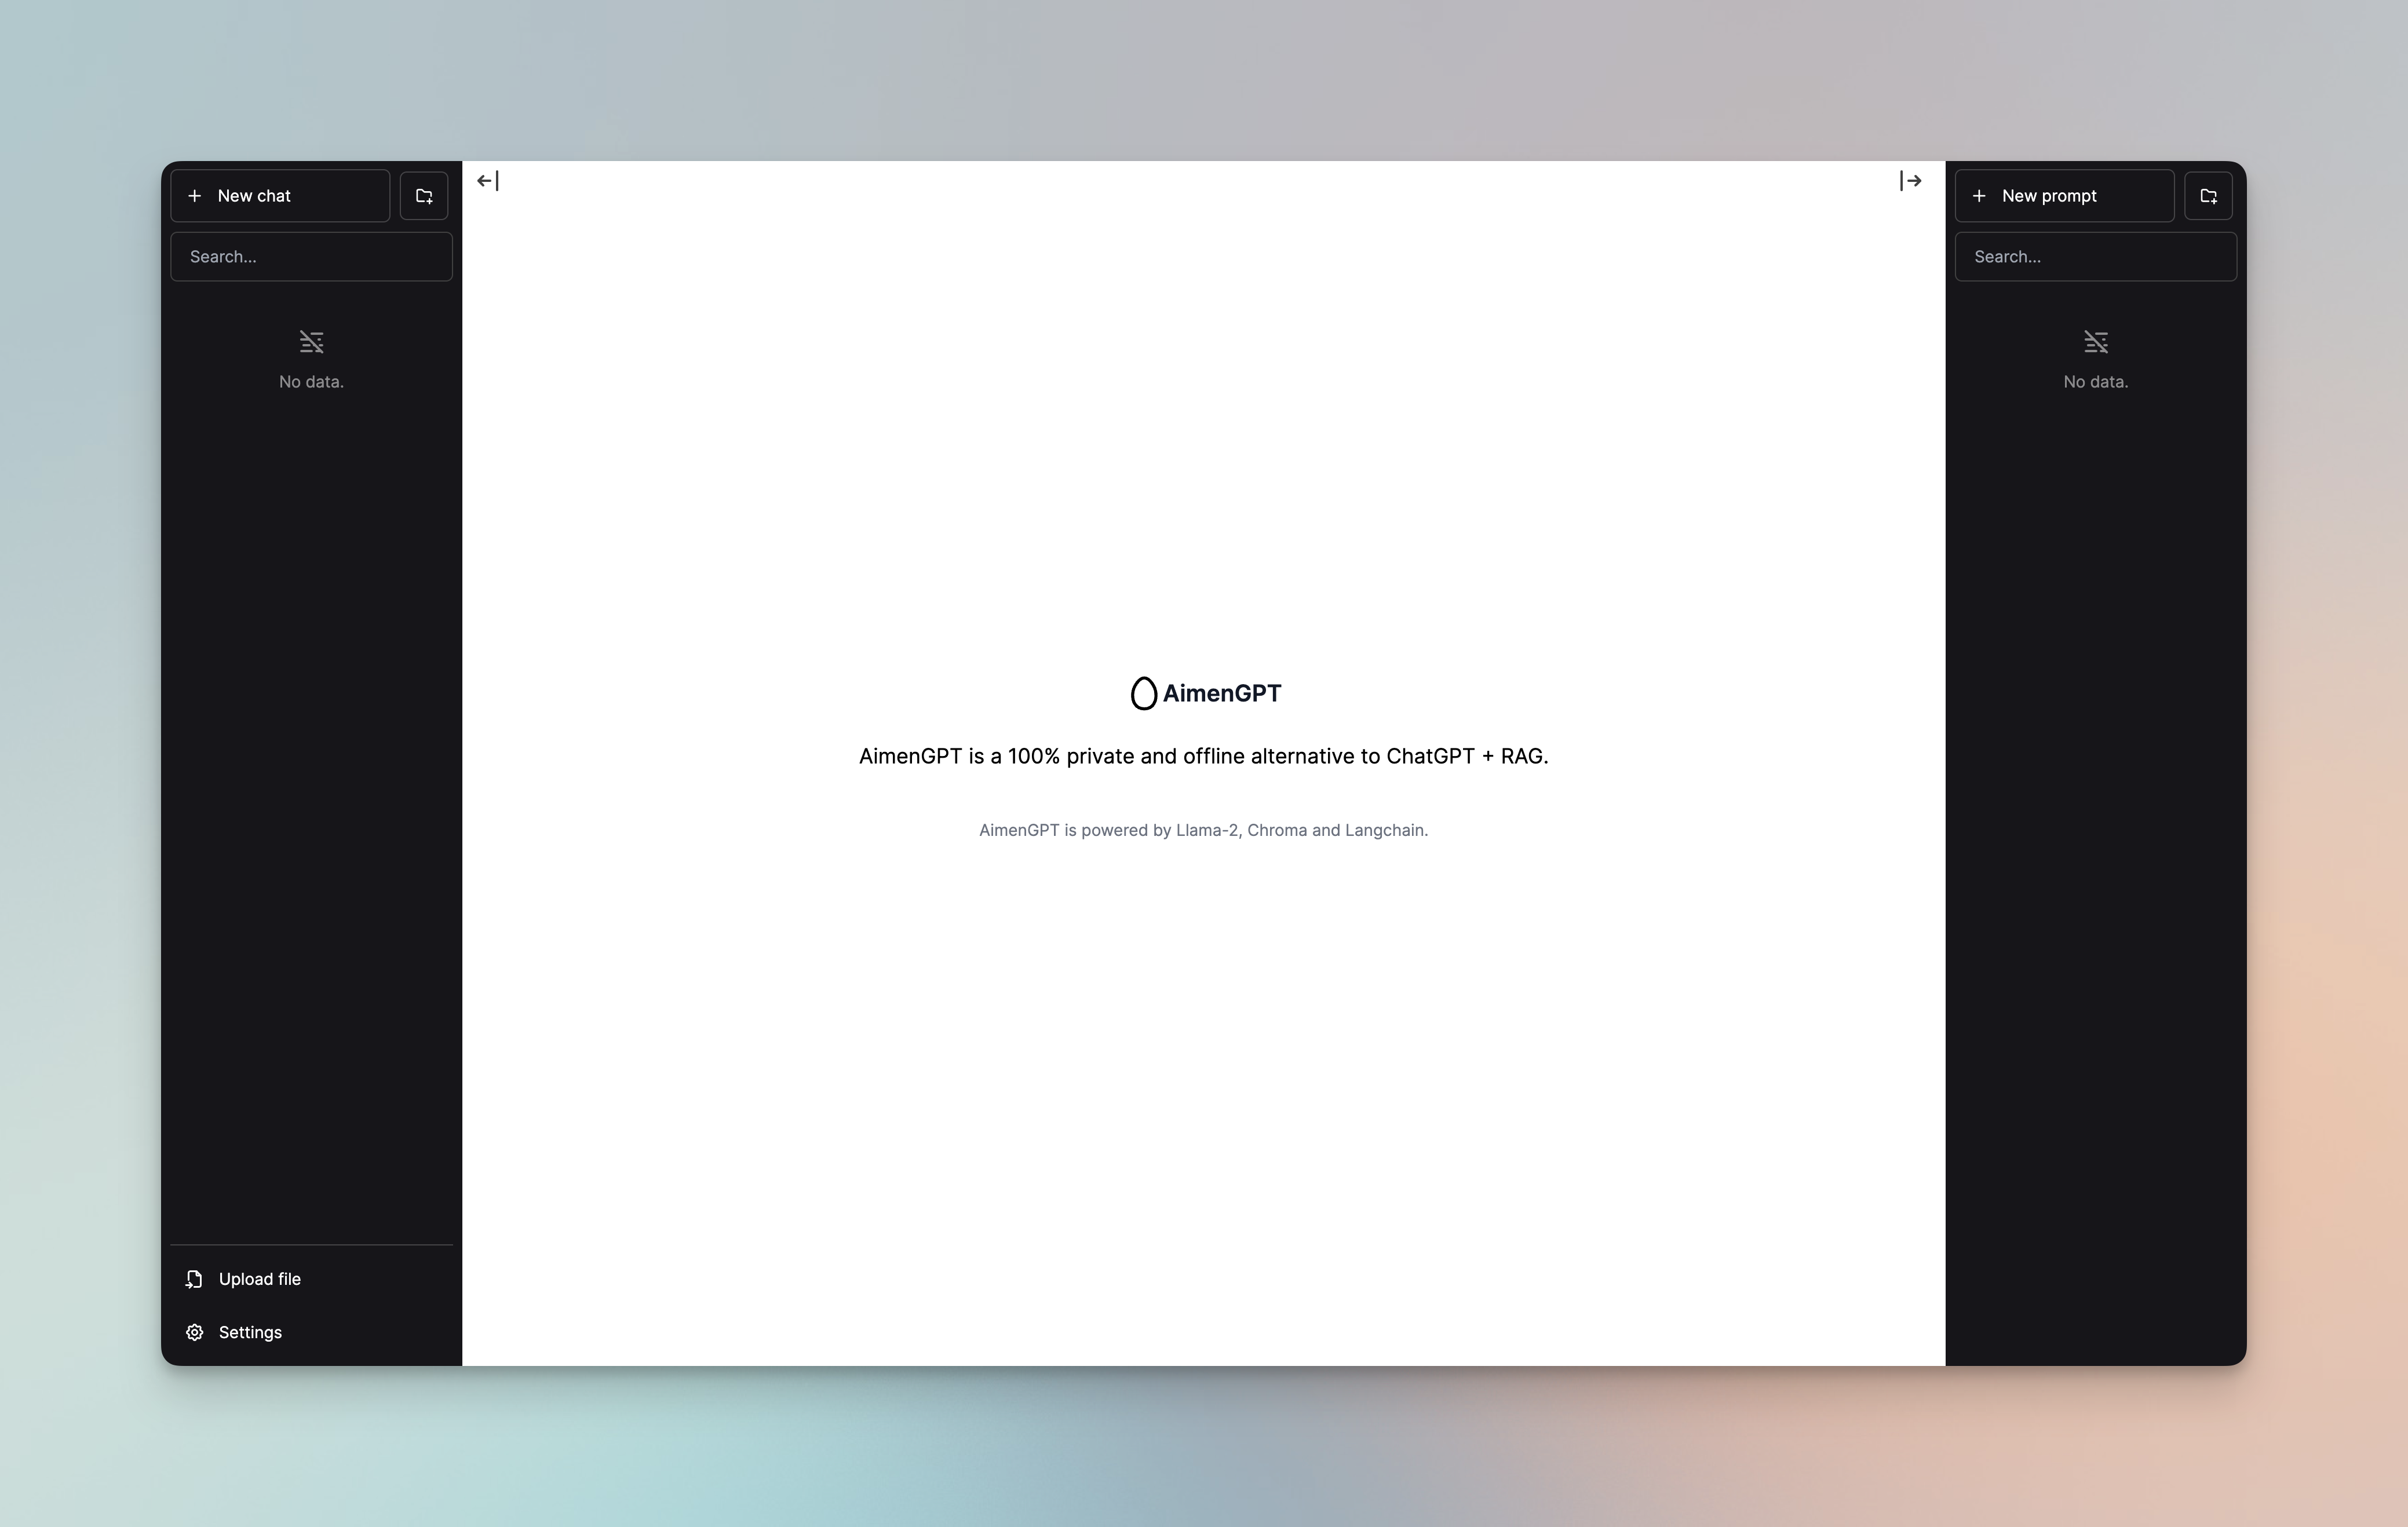 New chat
Search...
No data.
Upload file
Settings
AimenGPT
AimenGPT is a 100% private and offline alternative to ChatGPT + RAG.
AimenGPT is powered by Llama-2, Chroma and Langchain.
New prompt
Search...
No data.